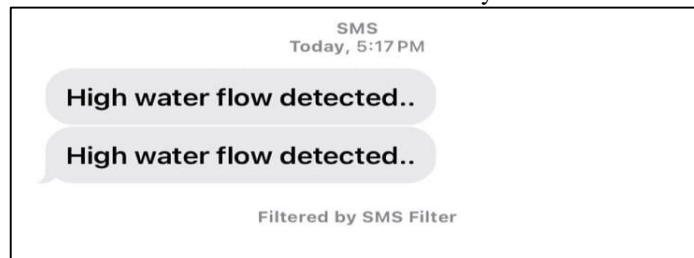 SMS
Today, 5:17 PM
High water flow detected..
High water flow detected..
Filtered by SMS Filter